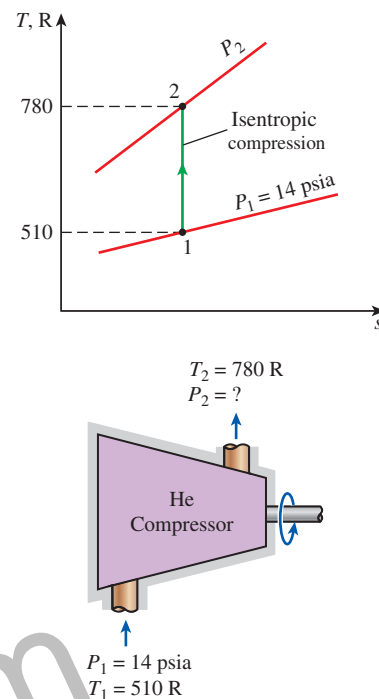 T, R
P₂
2
780
Isentropic
compression
P₁ = 14 psia
510
1
s
T₂ = 780 R
P₂ = ?
He
Compressor
P₁ = 14 psia
T₁ = 510 R